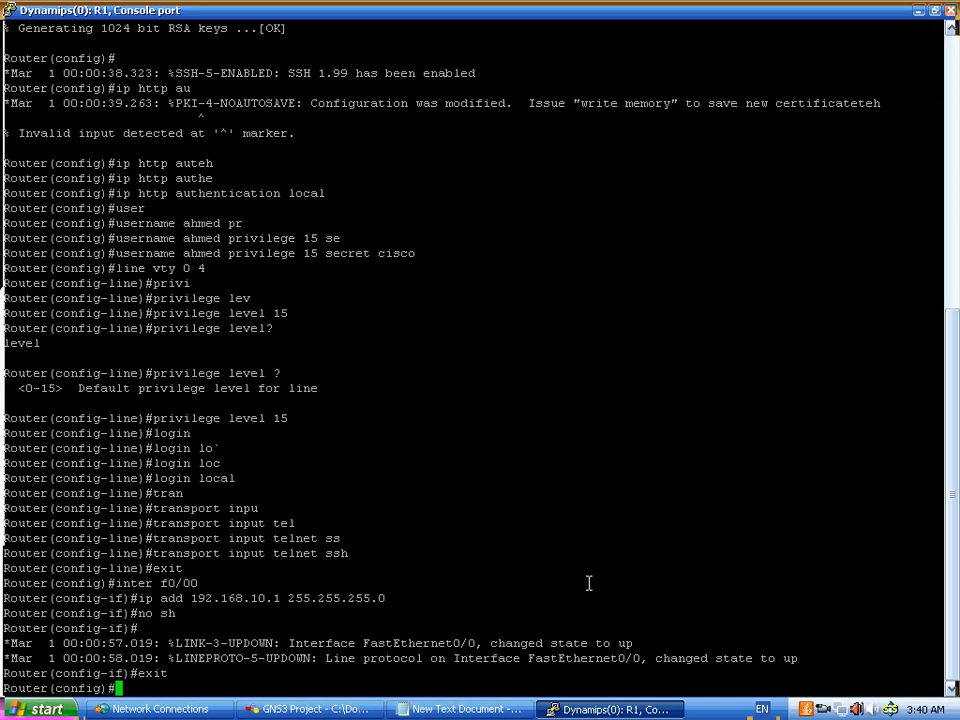 Dynamips(0): R1, Console port
% Generating 1024 bit RSA keys ...[OK]
Router(config)#
*Mar  1 00:00:38.323: %SSH-5-ENABLED: SSH 1.99 has been enabled
Router(config)#ip http au
*Mar  1 00:00:39.263: %PKI-4-NOAUTOSAVE: Configuration was modified.  Issue "write memory" to save new certificateteh
^
% Invalid input detected at '^' marker.
Router(config)#ip http auteh
Router(config)#ip http authe
Router(config)#ip http authentication local
Router(config)#user
Router(config)#username ahmed pr
Router(config)#username ahmed privilege 15 se
Router(config)#username ahmed privilege 15 secret cisco
Router(config)#line vty 0 4
Router(config-line)#privi
Router(config-line)#privilege lev
Router(config-line)#privilege level 15
Router(config-line)#privilege level?
level
Router(config-line)#privilege level ?
<0-15>  Default privilege level for line
Router(config-line)#privilege level 15
Router(config-line)#login
Router(config-line)#login lo`
Router(config-line)#login loc
Router(config-line)#login local
Router(config-line)#tran
Router(config-line)#transport inpu
Router(config-line)#transport input tel
Router(config-line)#transport input telnet ss
Router(config-line)#transport input telnet ssh
Router(config-line)#exit
Router(config)#inter f0/00
Router(config-if)#ip add 192.168.10.1 255.255.255.0
Router(config-if)#no sh
Router(config-if)#
*Mar  1 00:00:57.019: %LINK-3-UPDOWN: Interface FastEthernet0/0, changed state to up
*Mar  1 00:00:58.019: %LINEPROTO-5-UPDOWN: Line protocol on Interface FastEthernet0/0, changed state to up
Router(config-if)#exit
Router(config)#
start
Network Connections
GNS3 Project - C:\Do...
New Text Document -...
Dynamips(0): R1, Co...
EN
3:40 AM